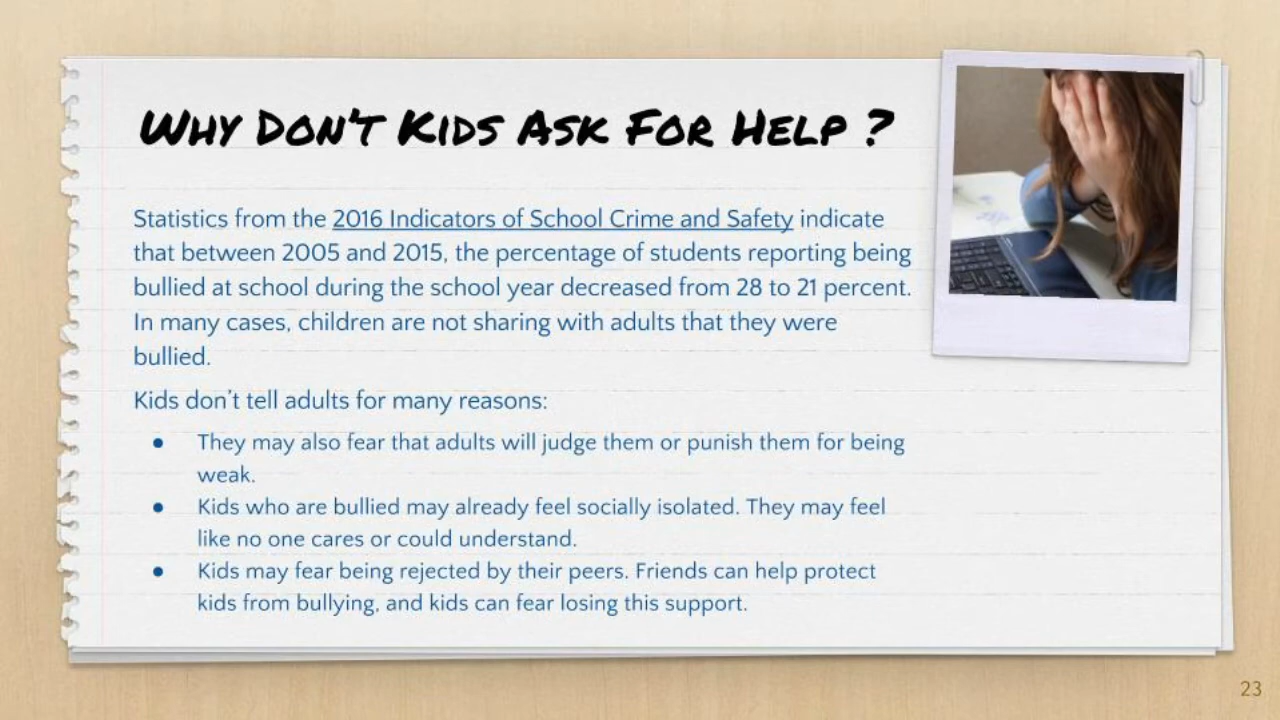 Why Don't Kids Ask For Help ?
Statistics from the 2016 Indicators of School Crime and Safety indicate
that between 2005 and 2015, the percentage of students reporting being
bullied at school during the school year decreased from 28 to 21 percent.
In many cases, children are not sharing with adults that they were
bullied.
Kids don't tell adults for many reasons:
● They may also fear that adults will judge them or punish them for being
weak.
● Kids who are bullied may already feel socially isolated. They may feel
like no one cares or could understand.
● Kids may fear being rejected by their peers. Friends can help protect
kids from bullying, and kids can fear losing this support.
23